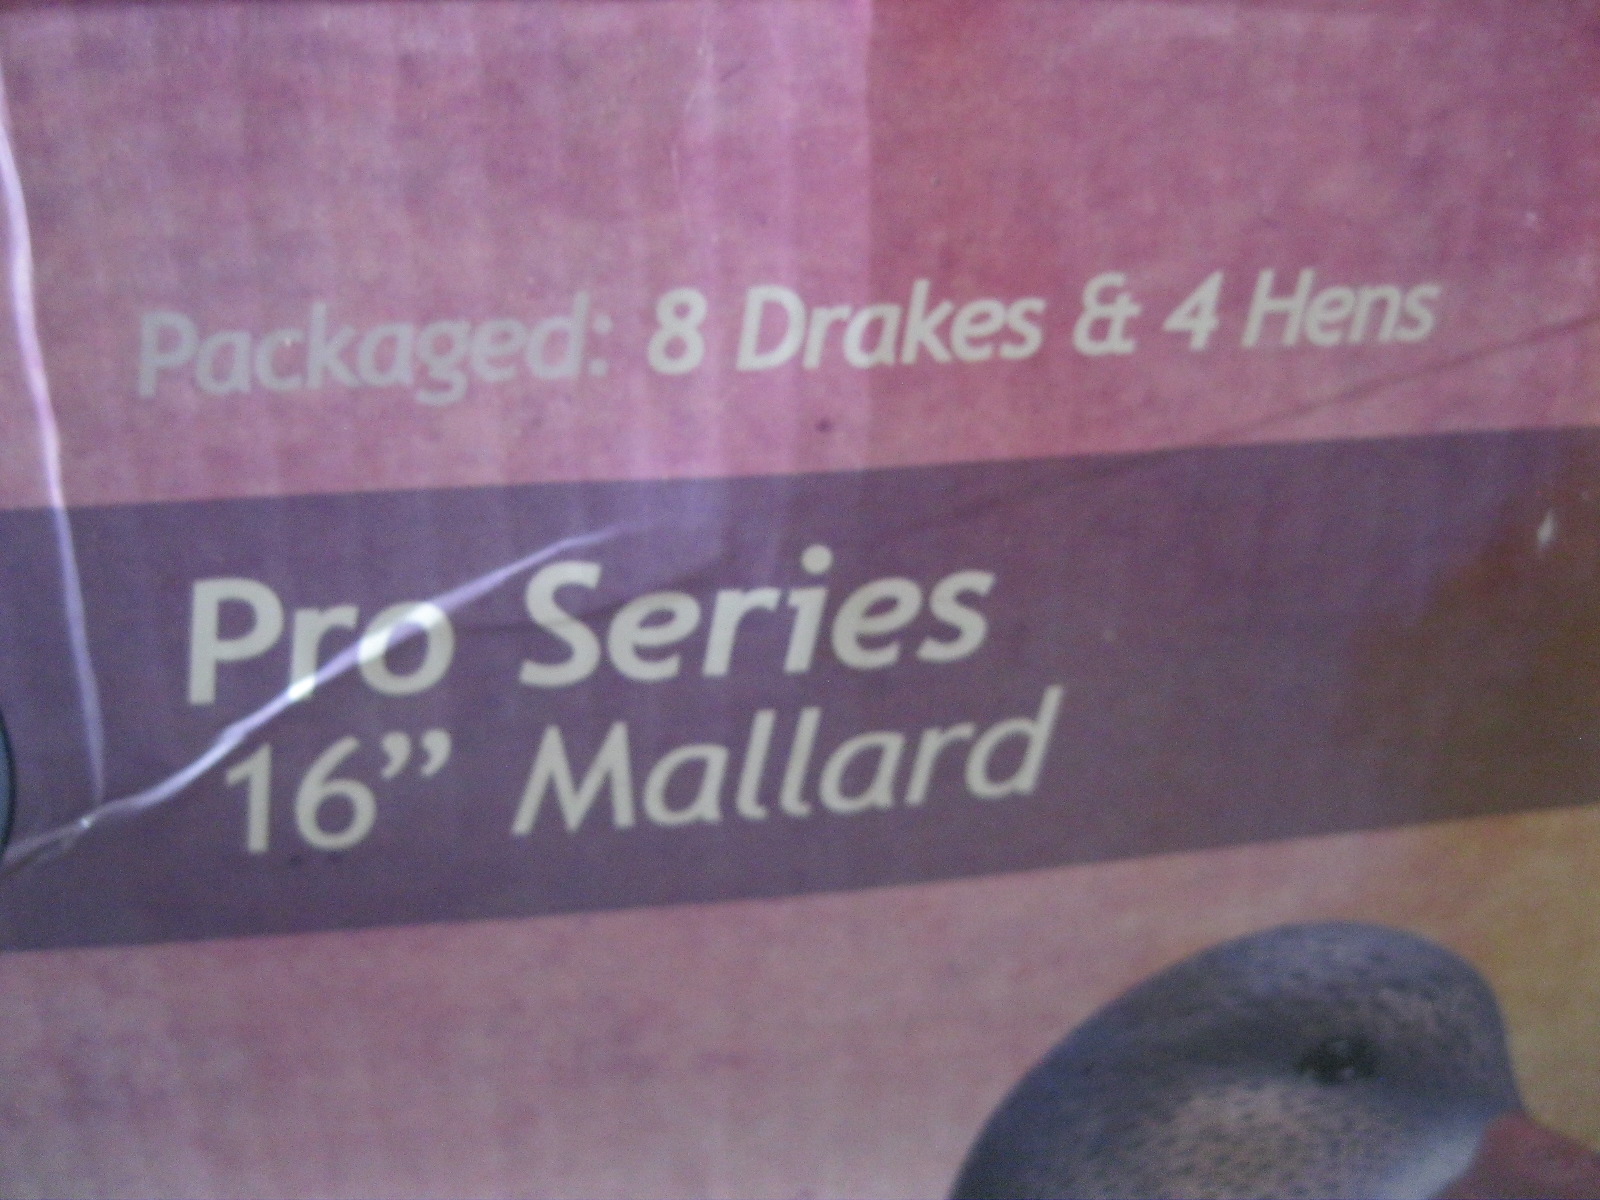 Packaged: 8 Drakes & 4 Hens
Pro Series
16” Mallard